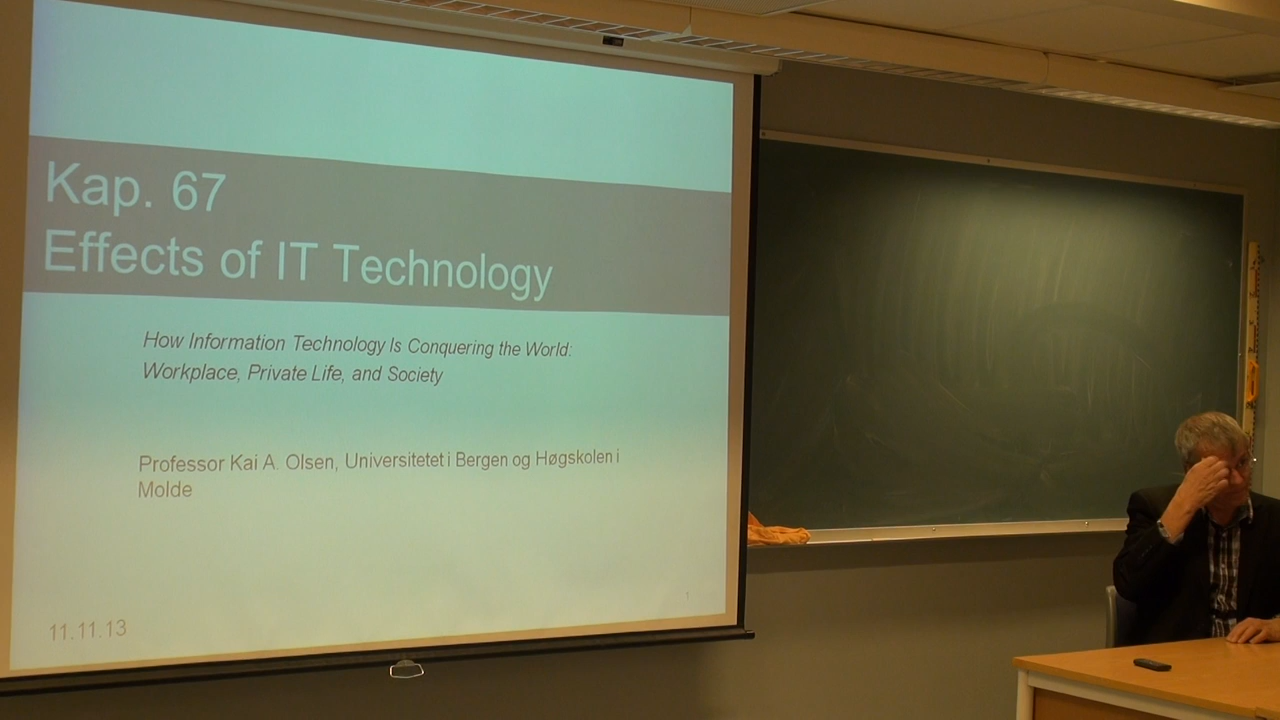 Kap. 67
Effects of IT Technology
How Information Technology Is Conquering the World:
Workplace, Private Life, and Society
Professor Kai A. Olsen, Universitetet i Bergen og Høgskolen i
Molde
1
11.11.13